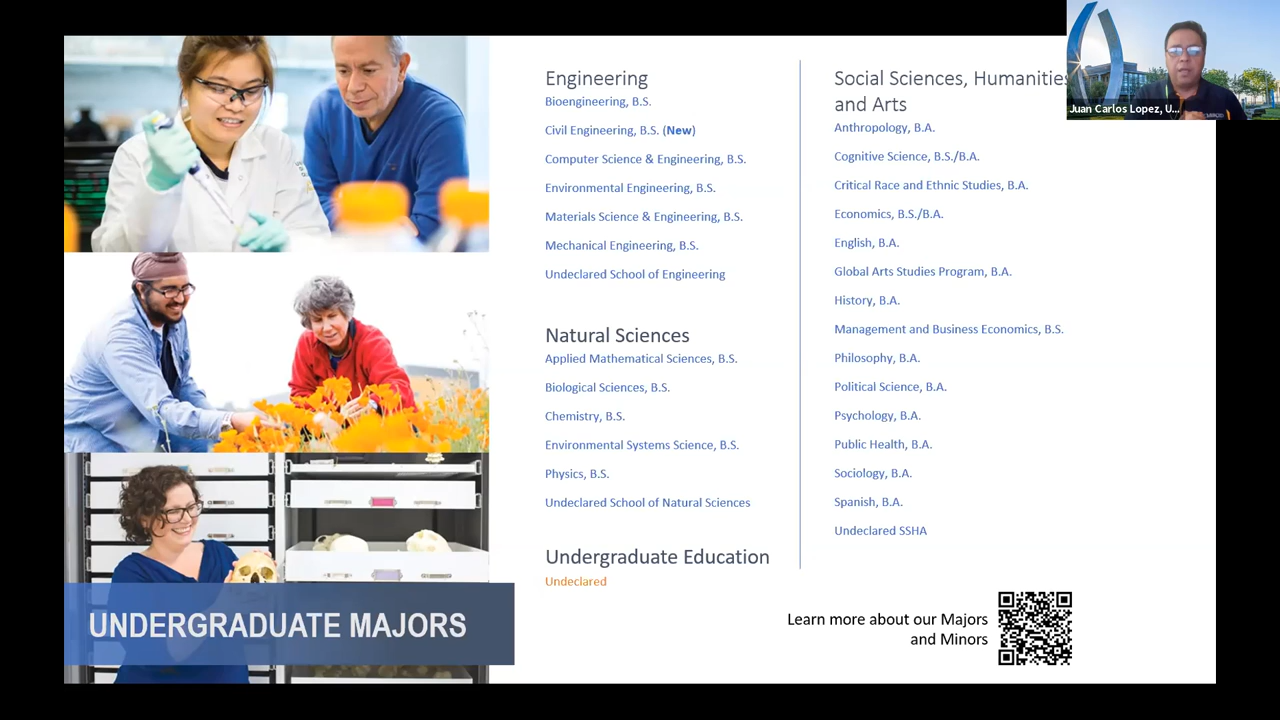 Engineering
Bioengineering, B.S.
Civil Engineering, B.S. (New)
Computer Science & Engineering, B.S.
Environmental Engineering, B.S.
Materials Science & Engineering, B.S.
Mechanical Engineering, B.S.
Undeclared School of Engineering
Natural Sciences
Applied Mathematical Sciences, B.S.
Biological Sciences, B.S.
Chemistry, B.S.
Environmental Systems Science, B.S.
Physics, B.S.
Undeclared School of Natural Sciences
Undergraduate Education
Undeclared
Social Sciences, Humanities
and Arts
Anthropology, B.A.
Cognitive Science, B.S./B.A.
Critical Race and Ethnic Studies, B.A.
Economics, B.S./B.A.
English, B.A.
Global Arts Studies Program, B.A.
History, B.A.
Management and Business Economics, B.S.
Philosophy, B.A.
Political Science, B.A.
Psychology, B.A.
Public Health, B.A.
Sociology, B.A.
Spanish, B.A.
Undeclared SSHA
Learn more about our Majors
and Minors
UNDERGRADUATE MAJORS
Juan Carlos Lopez, U...